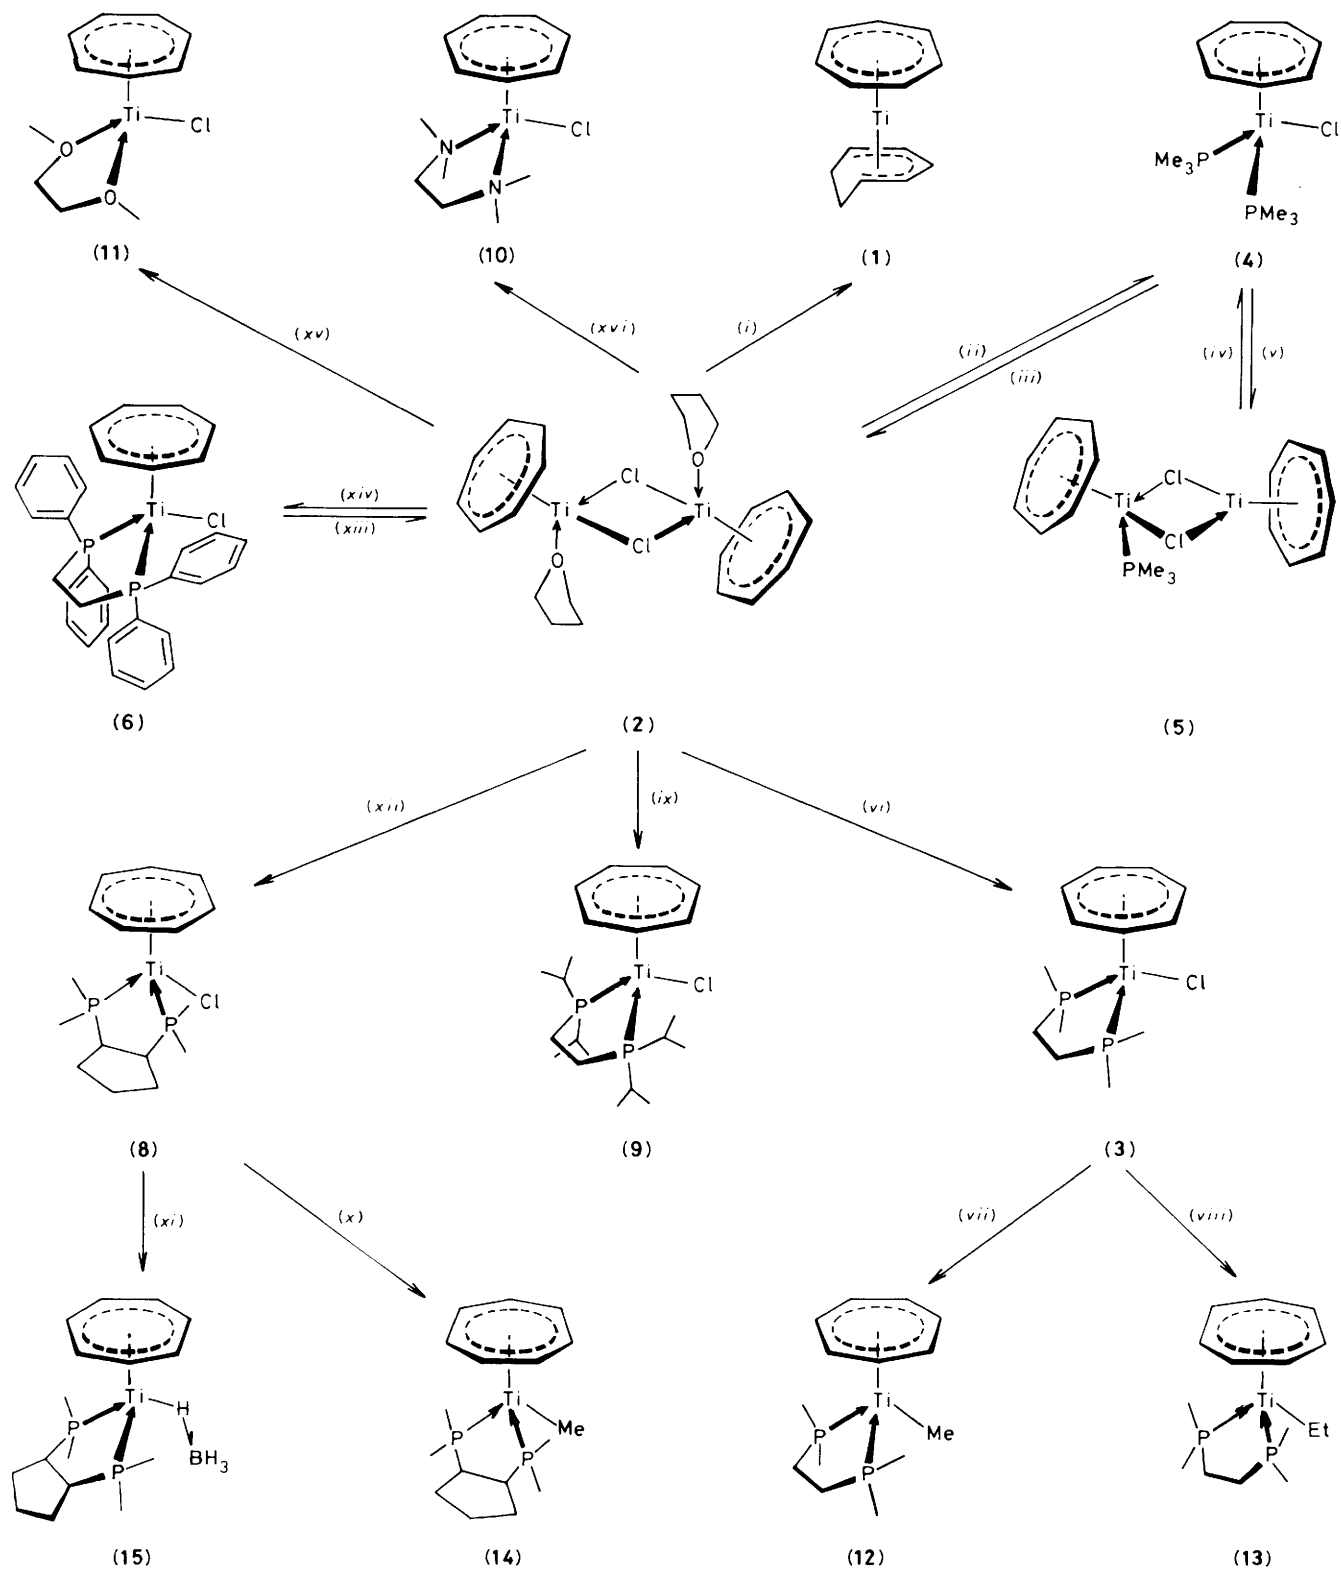 Ti
Cl
O
O
(11)
Ti
Cl
N
N
(10)
Ti
(1)
Ti
Cl
Me3P
PMe3
(4)
(xv)
(xvi)
(i)
(ii)
(iii)
(iv)
(v)
Ti
Cl
P
P
(6)
(xiv)
(xiii)
Ti
Cl
O
Ti
Cl
O
(2)
Ti
Cl
Ti
Cl
PMe3
(5)
(xii)
(ix)
(vi)
Ti
Cl
P
P
(8)
Ti
Cl
P
P
(9)
Ti
Cl
P
P
(3)
(xi)
(x)
(vii)
(viii)
Ti
H
P
P
BH3
(15)
Ti
Me
P
P
(14)
Ti
Me
P
P
(12)
Ti
Et
P
P
(13)